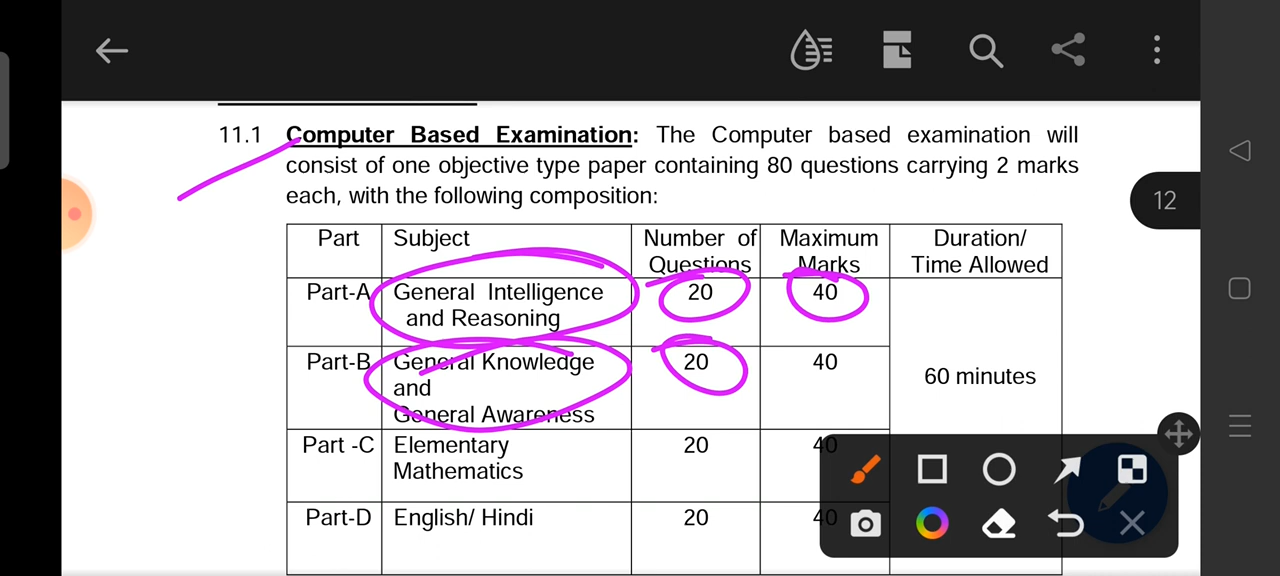 11.1 Computer Based Examination: The Computer based examination will
consist of one objective type paper containing 80 questions carrying 2 marks
each, with the following composition:
12
Part Subject Number of Questions Maximum Marks Duration/ Time Allowed
Part-A General Intelligence and Reasoning 20 40 60 minutes
Part-B General Knowledge and General Awareness 20 40
Part -C Elementary Mathematics 20 40
Part-D English/ Hindi 20 40